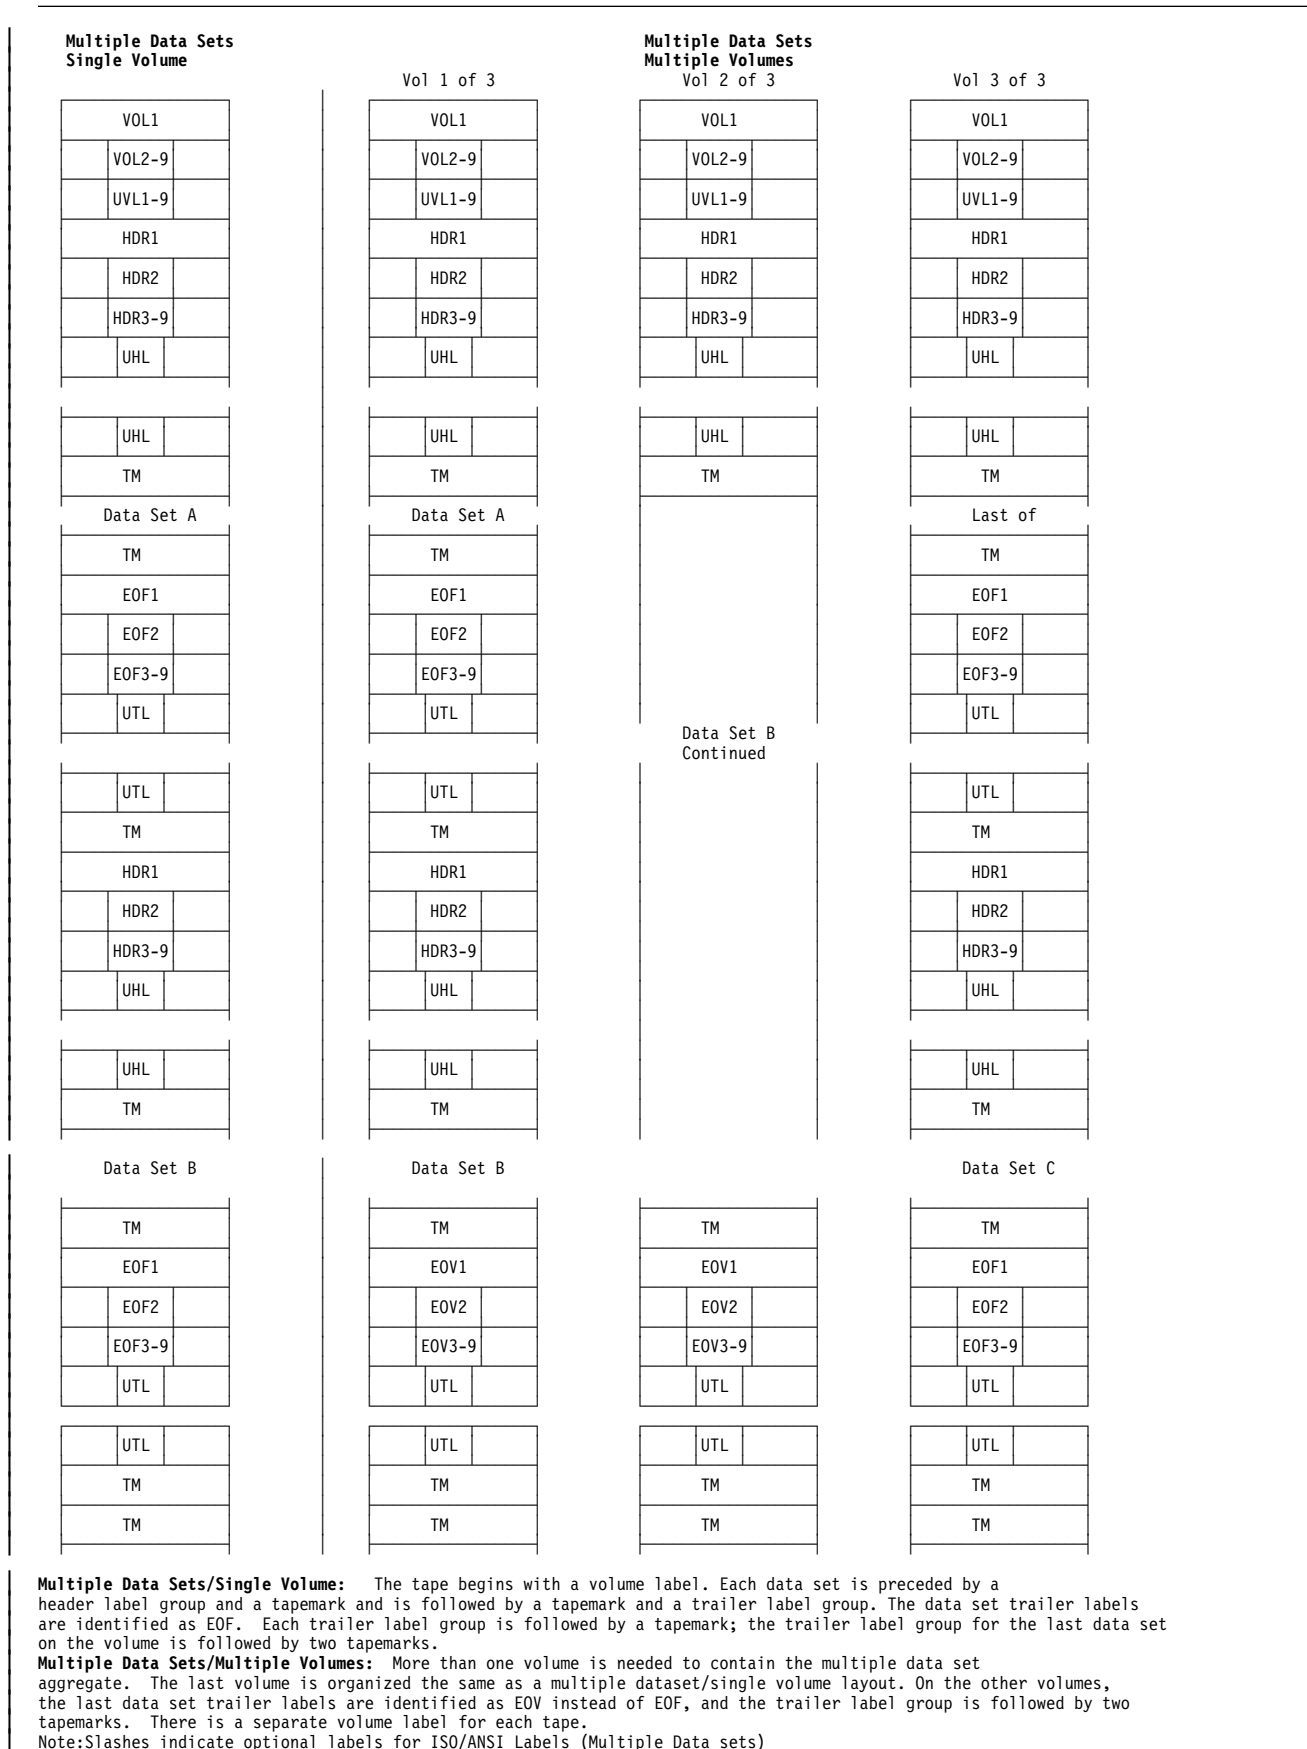 Multiple Data Sets
Single Volume
Multiple Data Sets
Multiple Volumes
Vol 1 of 3 Vol 2 of 3 Vol 3 of 3
VOL1 VOL1 VOL1 VOL1
VOL2-9 VOL2-9 VOL2-9 VOL2-9
UVL1-9 UVL1-9 UVL1-9 UVL1-9
HDR1 HDR1 HDR1 HDR1
HDR2 HDR2 HDR2 HDR2
HDR3-9 HDR3-9 HDR3-9 HDR3-9
UHL UHL UHL UHL
UHL UHL UHL UHL
TM TM TM TM
Data Set A Data Set A Last of
TM TM TM
EOF1 EOF1 EOF1
EOF2 EOF2 EOF2
EOF3-9 EOF3-9 EOF3-9
UTL UTL UTL
Data Set B
Continued
UTL UTL UTL
TM TM TM
HDR1 HDR1 HDR1
HDR2 HDR2 HDR2
HDR3-9 HDR3-9 HDR3-9
UHL UHL UHL
UHL UHL UHL
TM TM TM
Data Set B Data Set B Data Set C
TM TM TM TM
EOF1 EOV1 EOV1 EOF1
EOF2 EOV2 EOV2 EOF2
EOF3-9 EOV3-9 EOV3-9 EOF3-9
UTL UTL UTL UTL
UTL UTL UTL UTL
TM TM TM TM
TM TM TM TM
Multiple Data Sets/Single Volume: The tape begins with a volume label. Each data set is preceded by a
header label group and a tapemark and is followed by a tapemark and a trailer label group. The data set trailer labels
are identified as EOF. Each trailer label group is followed by a tapemark; the trailer label group for the last data set
on the volume is followed by two tapemarks.
Multiple Data Sets/Multiple Volumes: More than one volume is needed to contain the multiple data set
aggregate. The last volume is organized the same as a multiple dataset/single volume layout. On the other volumes,
the last data set trailer labels are identified as EOV instead of EOF, and the trailer label group is followed by two
tapemarks. There is a separate volume label for each tape.
Note:Slashes indicate optional labels for ISO/ANSI Labels (Multiple Data sets)